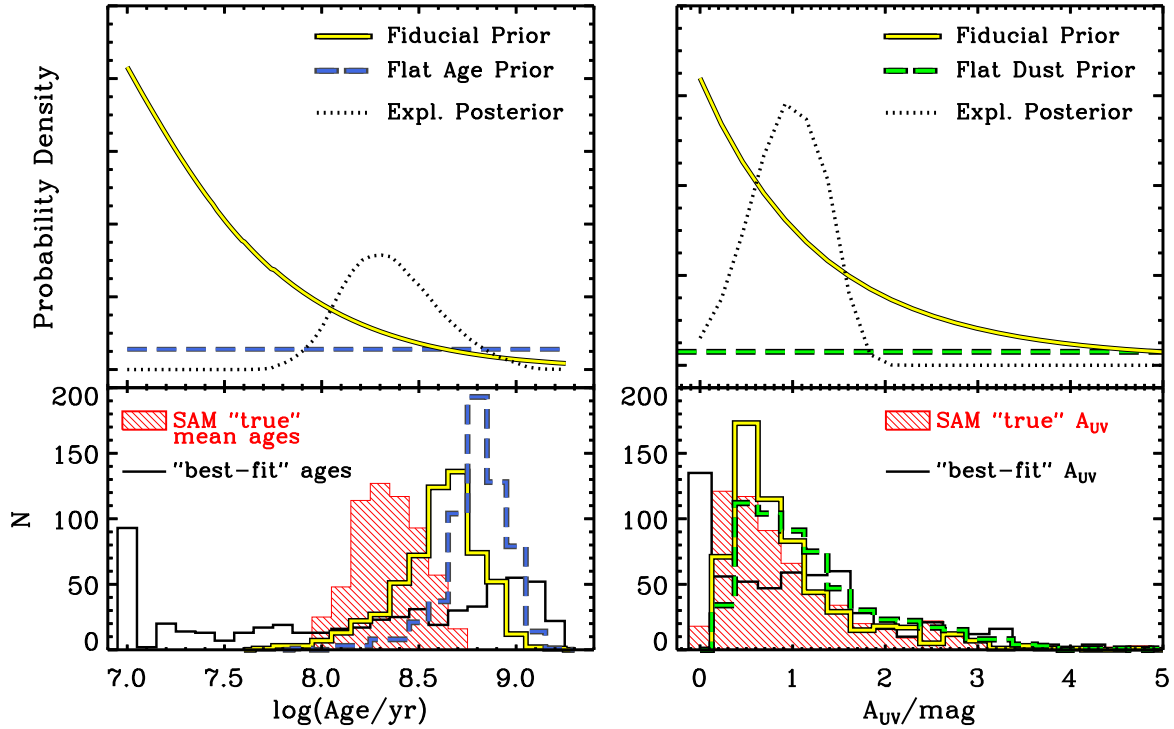 Fiducial Prior
Flat Age Prior
Expl. Posterior
Probability Density
Fiducial Prior
Flat Dust Prior
Expl. Posterior
SAM "true"
mean ages
"best-fit" ages
200
150
100
50
0
N
7.0 7.5 8.0 8.5 9.0
log(Age/yr)
SAM "true" A_UV
"best-fit" A_UV
200
150
100
50
0
0 1 2 3 4 5
A_UV/mag